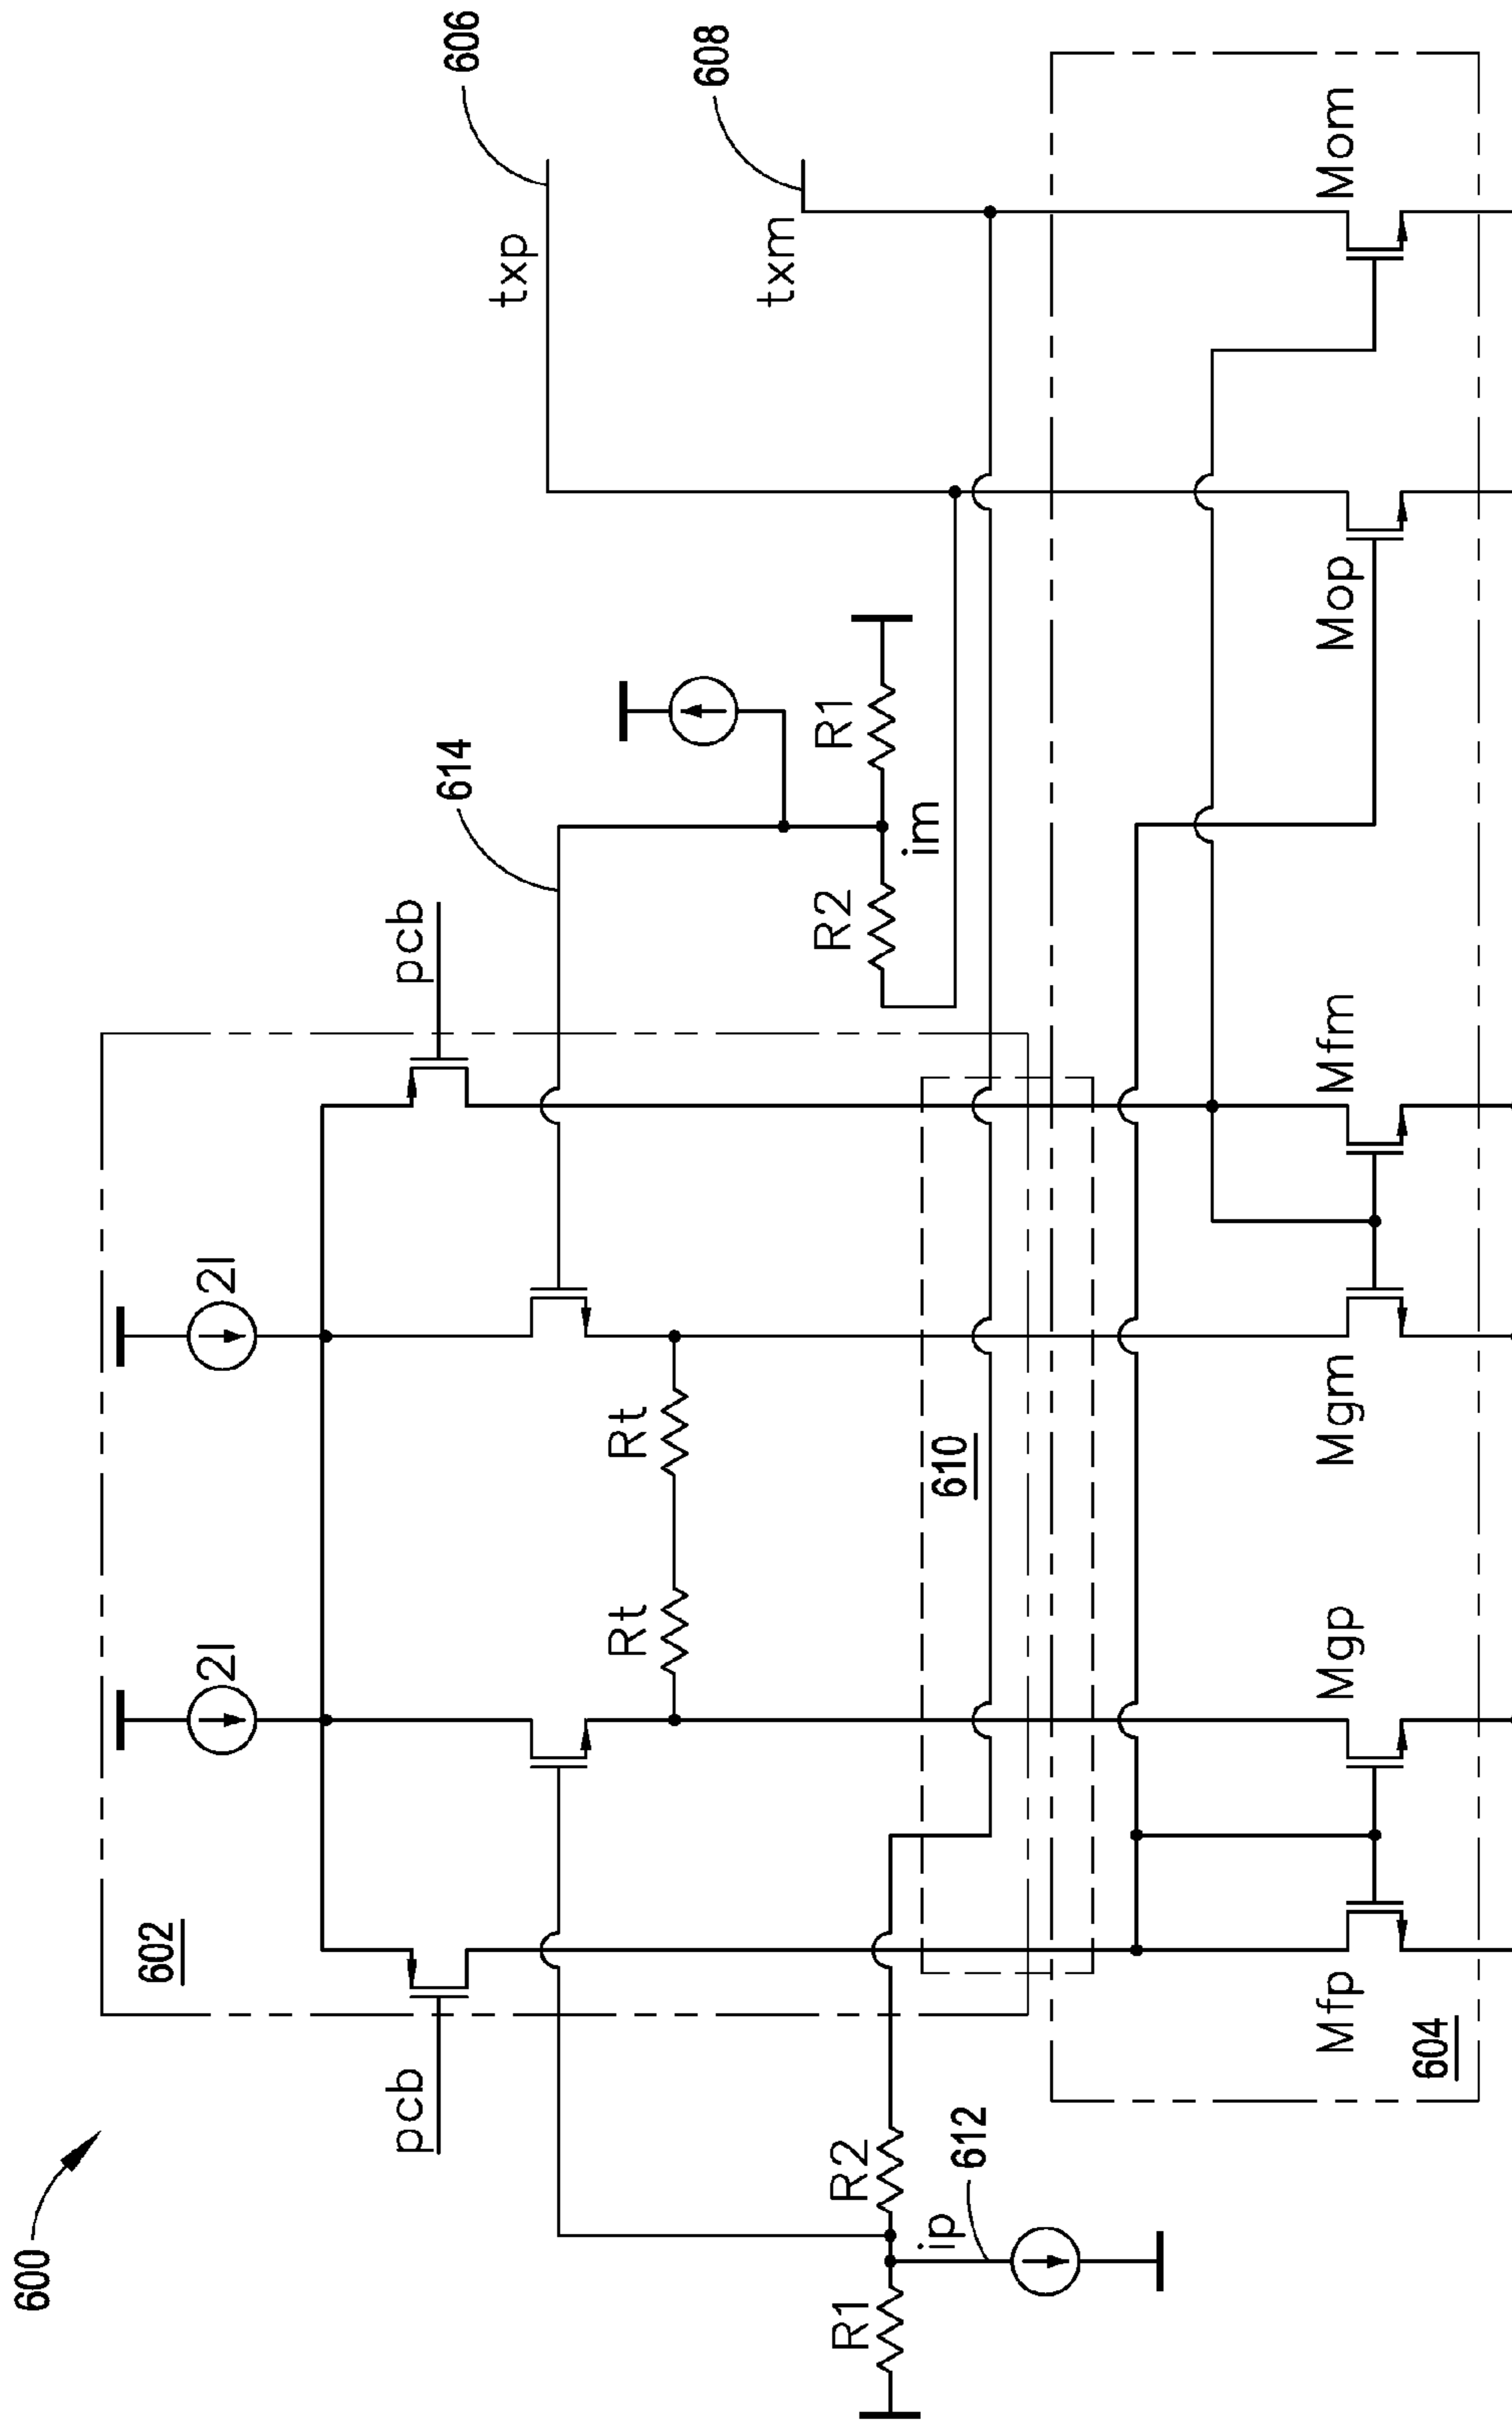 600
602
2I
2I
pcb
pcb
614
606
txp
608
txm
Rt
Rt
R2
R1
im
R1
R2
ip
612
610
Mfp
Mgp
Mgm
Mfm
Mop
Mom
604